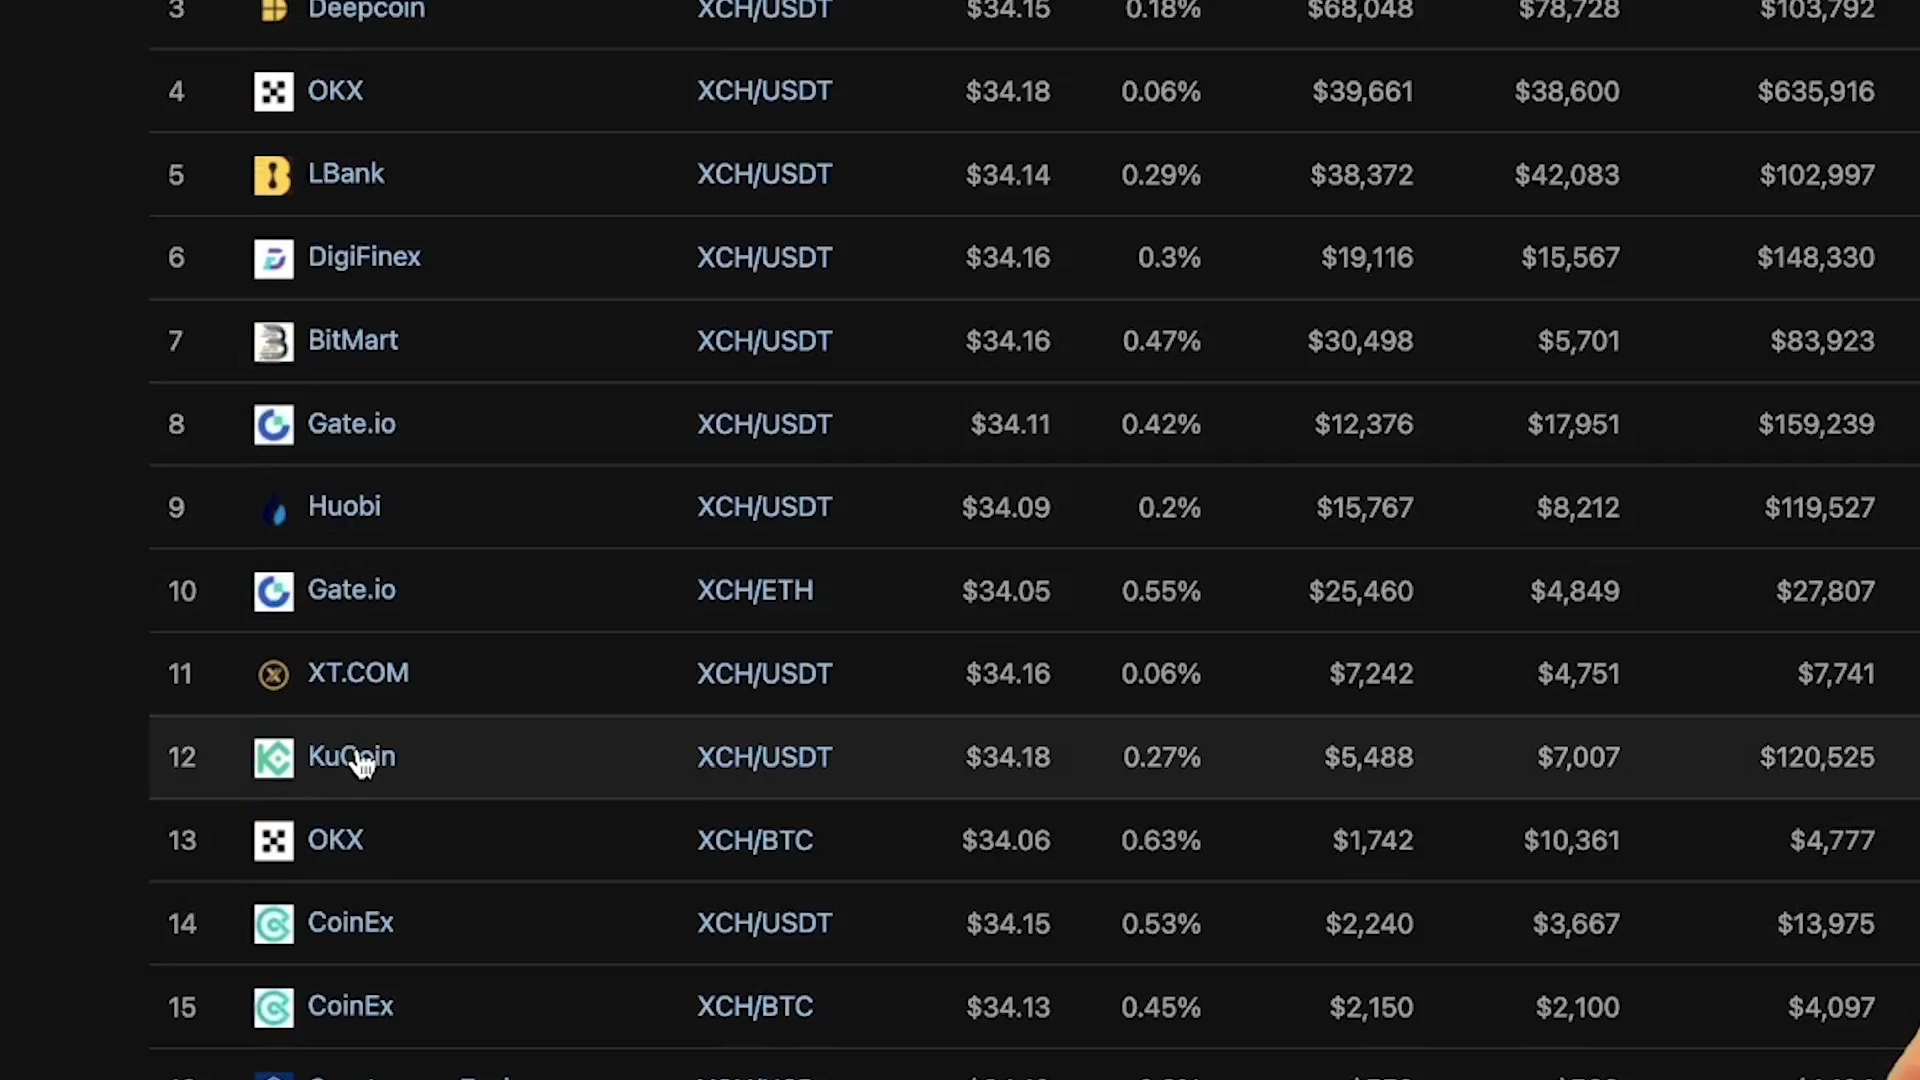 3 Deepcoin XCH/USDT $34.15 0.18% $68,048 $78,728 $103,792
4 OKX XCH/USDT $34.18 0.06% $39,661 $38,600 $635,916
5 LBank XCH/USDT $34.14 0.29% $38,372 $42,083 $102,997
6 DigiFinex XCH/USDT $34.16 0.3% $19,116 $15,567 $148,330
7 BitMart XCH/USDT $34.16 0.47% $30,498 $5,701 $83,923
8 Gate.io XCH/USDT $34.11 0.42% $12,376 $17,951 $159,239
9 Huobi XCH/USDT $34.09 0.2% $15,767 $8,212 $119,527
10 Gate.io XCH/ETH $34.05 0.55% $25,460 $4,849 $27,807
11 XT.COM XCH/USDT $34.16 0.06% $7,242 $4,751 $7,741
12 KuCoin XCH/USDT $34.18 0.27% $5,488 $7,007 $120,525
13 OKX XCH/BTC $34.06 0.63% $1,742 $10,361 $4,777
14 CoinEx XCH/USDT $34.15 0.53% $2,240 $3,667 $13,975
15 CoinEx XCH/BTC $34.13 0.45% $2,150 $2,100 $4,097